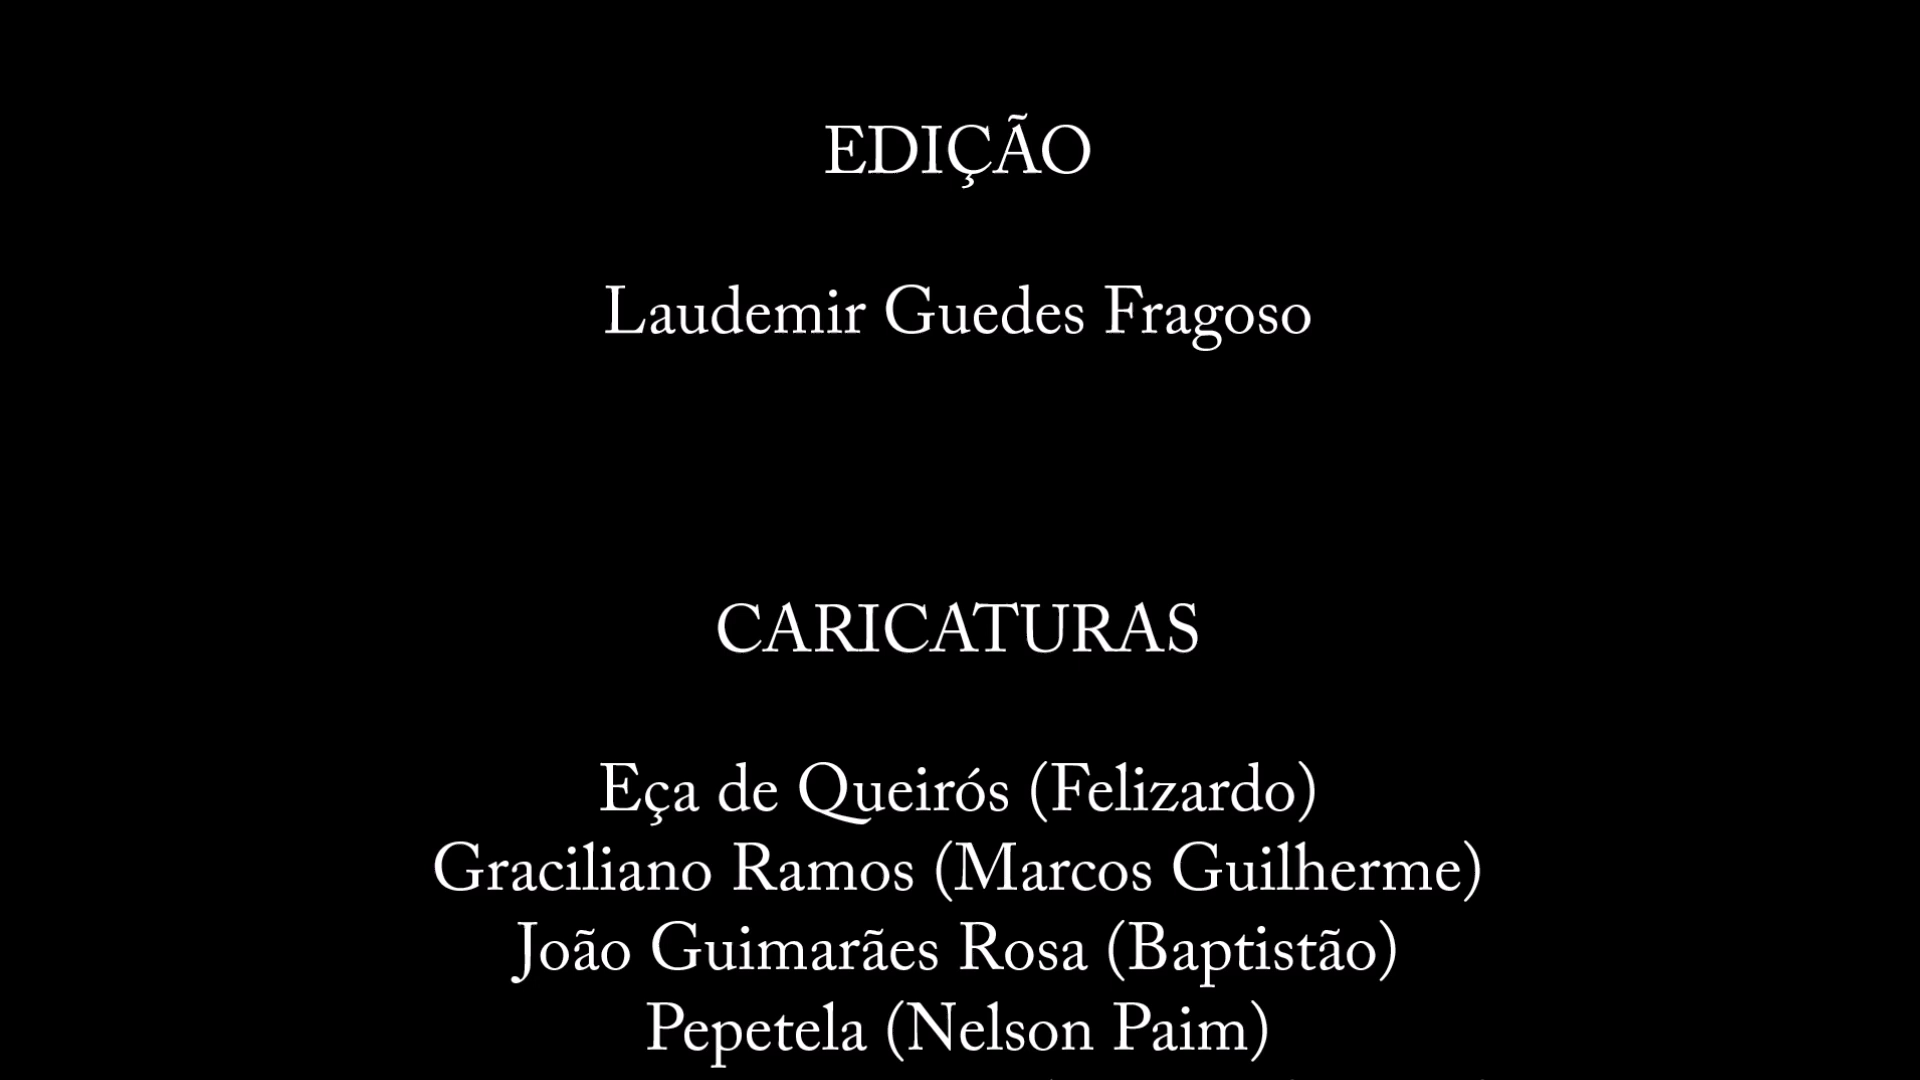 EDIÇÃO
Laudemir Guedes Fragoso
CARICATURAS
Eça de Queirós (Felizardo)
Graciliano Ramos (Marcos Guilherme)
João Guimarães Rosa (Baptistão)
Pepetela (Nelson Paim)